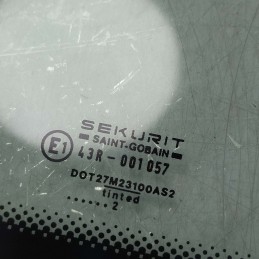 SEKURIT
SAINT-GOBAIN
E1 43R-001057
DOT27M23100AS2
tinted
...... 2